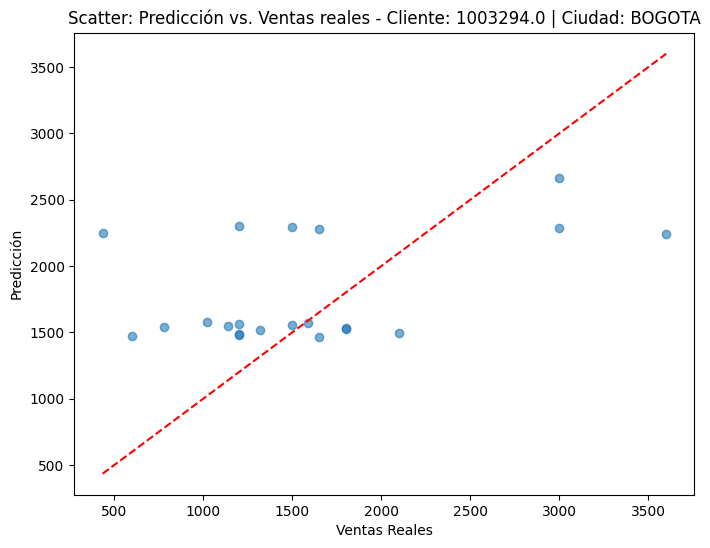 Scatter: Predicción vs. Ventas reales - Cliente: 1003294.0 | Ciudad: BOGOTA
3500
3000
2500
2000
1500
1000
500
Predicción
500 1000 1500 2000 2500 3000 3500
Ventas Reales